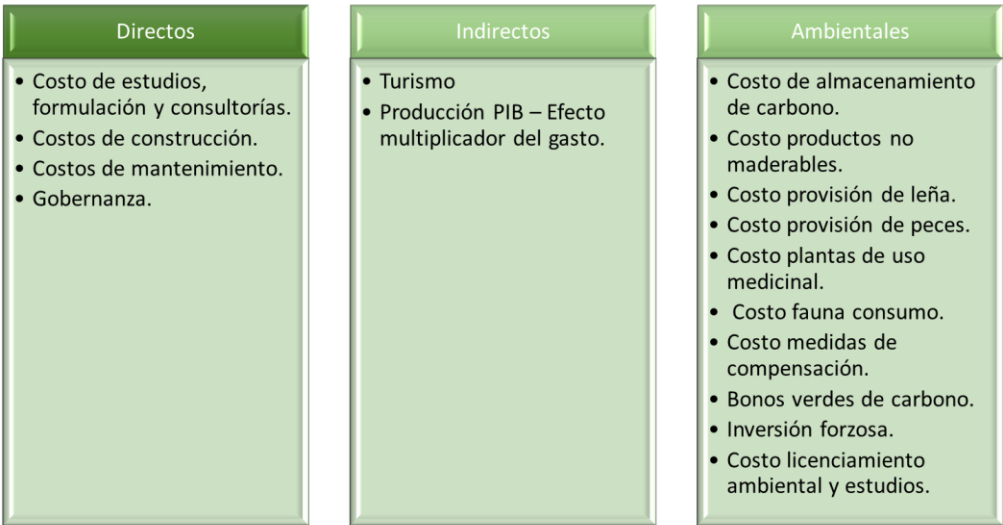 Directos
• Costo de estudios,
formulación y consultorías.
• Costos de construcción.
• Costos de mantenimiento.
• Gobernanza.
Indirectos
• Turismo
• Producción PIB – Efecto
multiplicador del gasto.
Ambientales
• Costo de almacenamiento
de carbono.
• Costo productos no
maderables.
• Costo provisión de leña.
• Costo provisión de peces.
• Costo plantas de uso
medicinal.
• Costo fauna consumo.
• Costo medidas de
compensación.
• Bonos verdes de carbono.
• Inversión forzosa.
• Costo licenciamiento
ambiental y estudios.